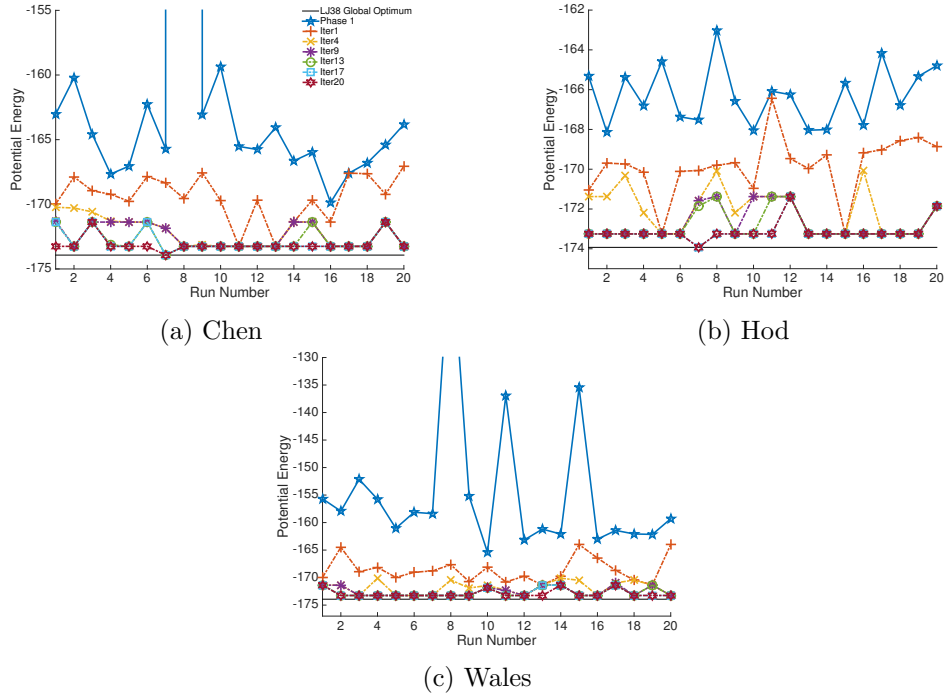 -155
-160
-165
-170
-175
Potential Energy
2 4 6 8 10 12 14 16 18 20
Run Number
LJ38 Global Optimum
Phase 1
Iter1
Iter4
Iter9
Iter13
Iter17
Iter20
(a) Chen
-162
-164
-166
-168
-170
-172
-174
Potential Energy
2 4 6 8 10 12 14 16 18 20
Run Number
(b) Hod
-130
-135
-140
-145
-150
-155
-160
-165
-170
-175
Potential Energy
2 4 6 8 10 12 14 16 18 20
Run Number
(c) Wales